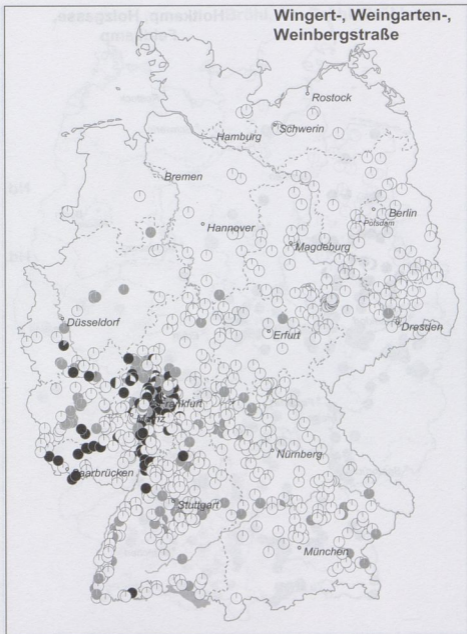 Wingert-, Weingarten-,
Weinbergstraße
Rostock
Schwerin
Hamburg
Bremen
Berlin
Potsdam
Hannover
Magdeburg
Düsseldorf
Erfurt
Dresden
Frankfurt
Saarbrücken
Nürnberg
Stuttgart
München